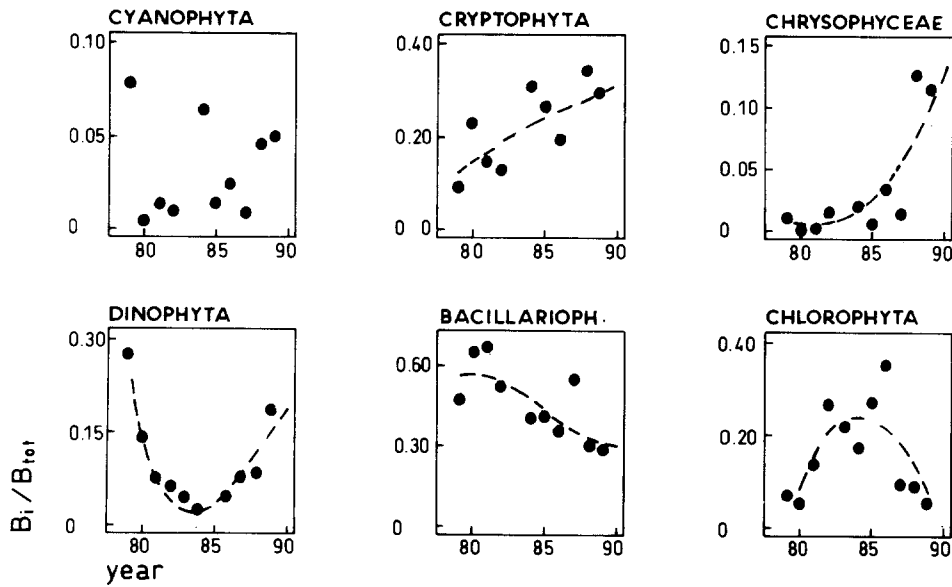 CYANOPHYTA
0.10
0.05
0
80 85 90
CRYPTOPHYTA
0.40
0.20
0
80 85 90
CHRYSOPHYCEAE
0.15
0.10
0.05
0
80 85 90
DINOPHYTA
0.30
0.15
0
80 85 90
BACILLARIOPH.
0.60
0.30
0
80 85 90
CHLOROPHYTA
0.40
0.20
0
80 85 90
Bi/Btot
year